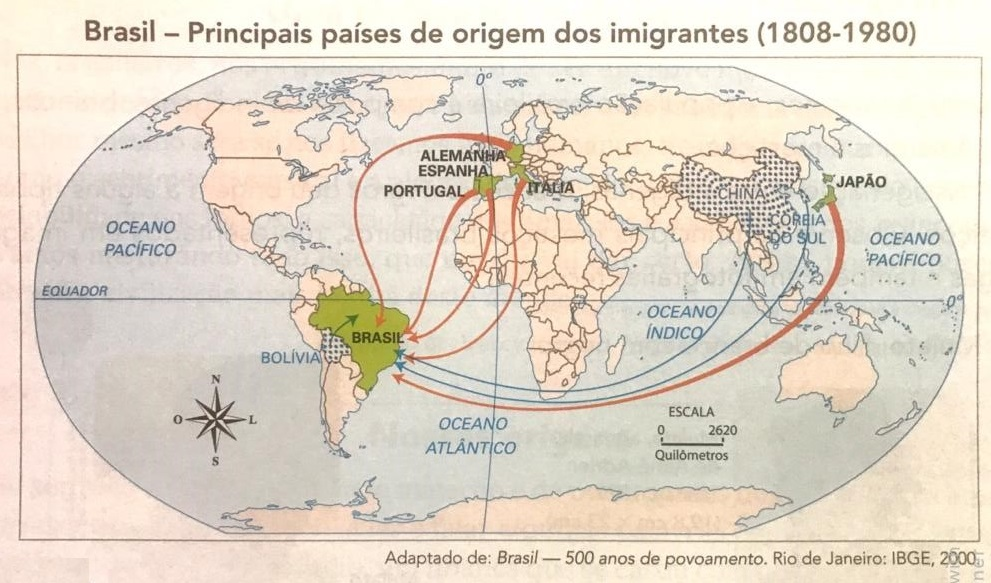 Brasil – Principais países de origem dos imigrantes (1808-1980)
0°
ALEMANHA
ESPANHA
PORTUGAL
ITÁLIA
CHINA
JAPÃO
COREIA
DO SUL
OCEANO
PACÍFICO
OCEANO
PACÍFICO
EQUADOR
0°
OCEANO
ÍNDICO
BRASIL
BOLÍVIA
N
O
L
S
OCEANO
ATLÂNTICO
ESCALA
0 2620
Quilômetros
Adaptado de: Brasil — 500 anos de povoamento. Rio de Janeiro: IBGE, 2000.